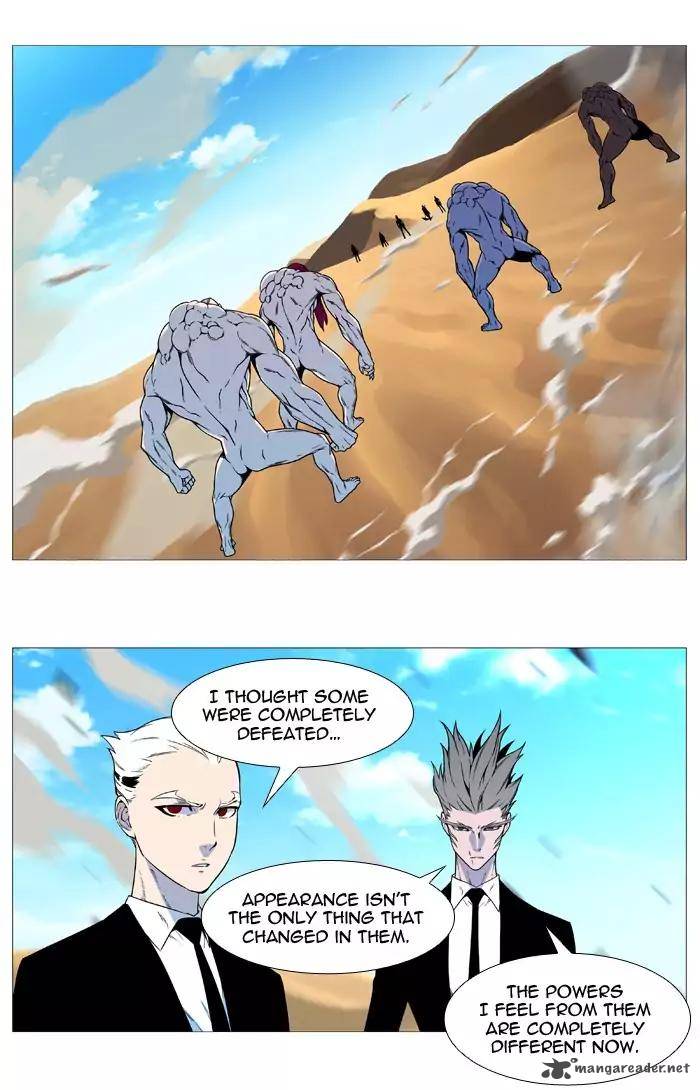 I THOUGHT SOME
WERE COMPLETELY
DEFEATED...
APPEARANCE ISN'T
THE ONLY THING THAT
CHANGED IN THEM.
THE POWERS
I FEEL FROM THEM
ARE COMPLETELY
DIFFERENT NOW.
mangareader.net